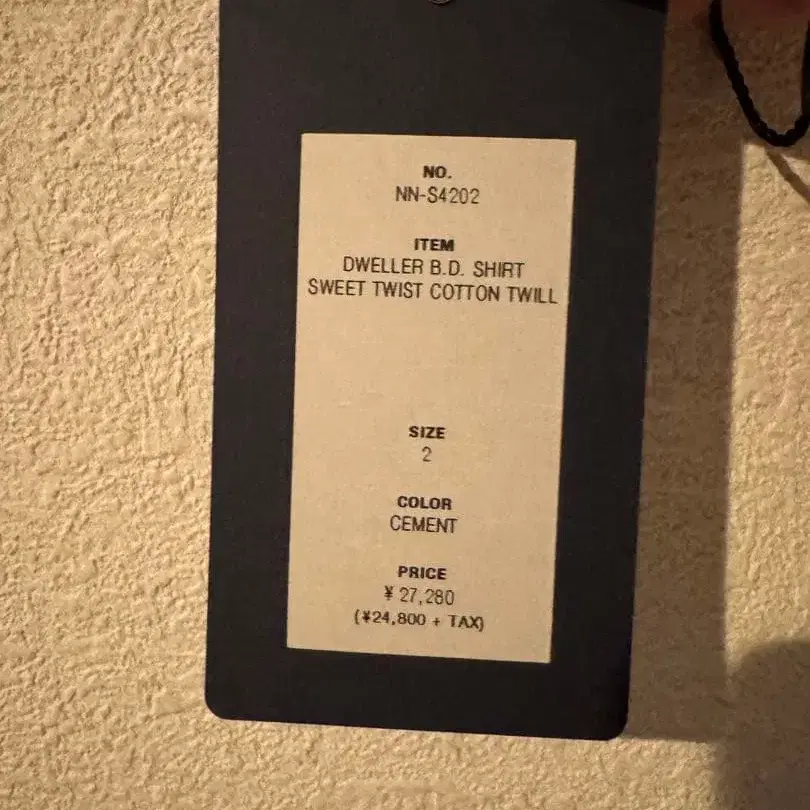 NO.
NN-S4202
ITEM
DWELLER B.D. SHIRT
SWEET TWIST COTTON TWILL
SIZE
2
COLOR
CEMENT
PRICE
¥ 27,280
(¥24,800 + TAX)